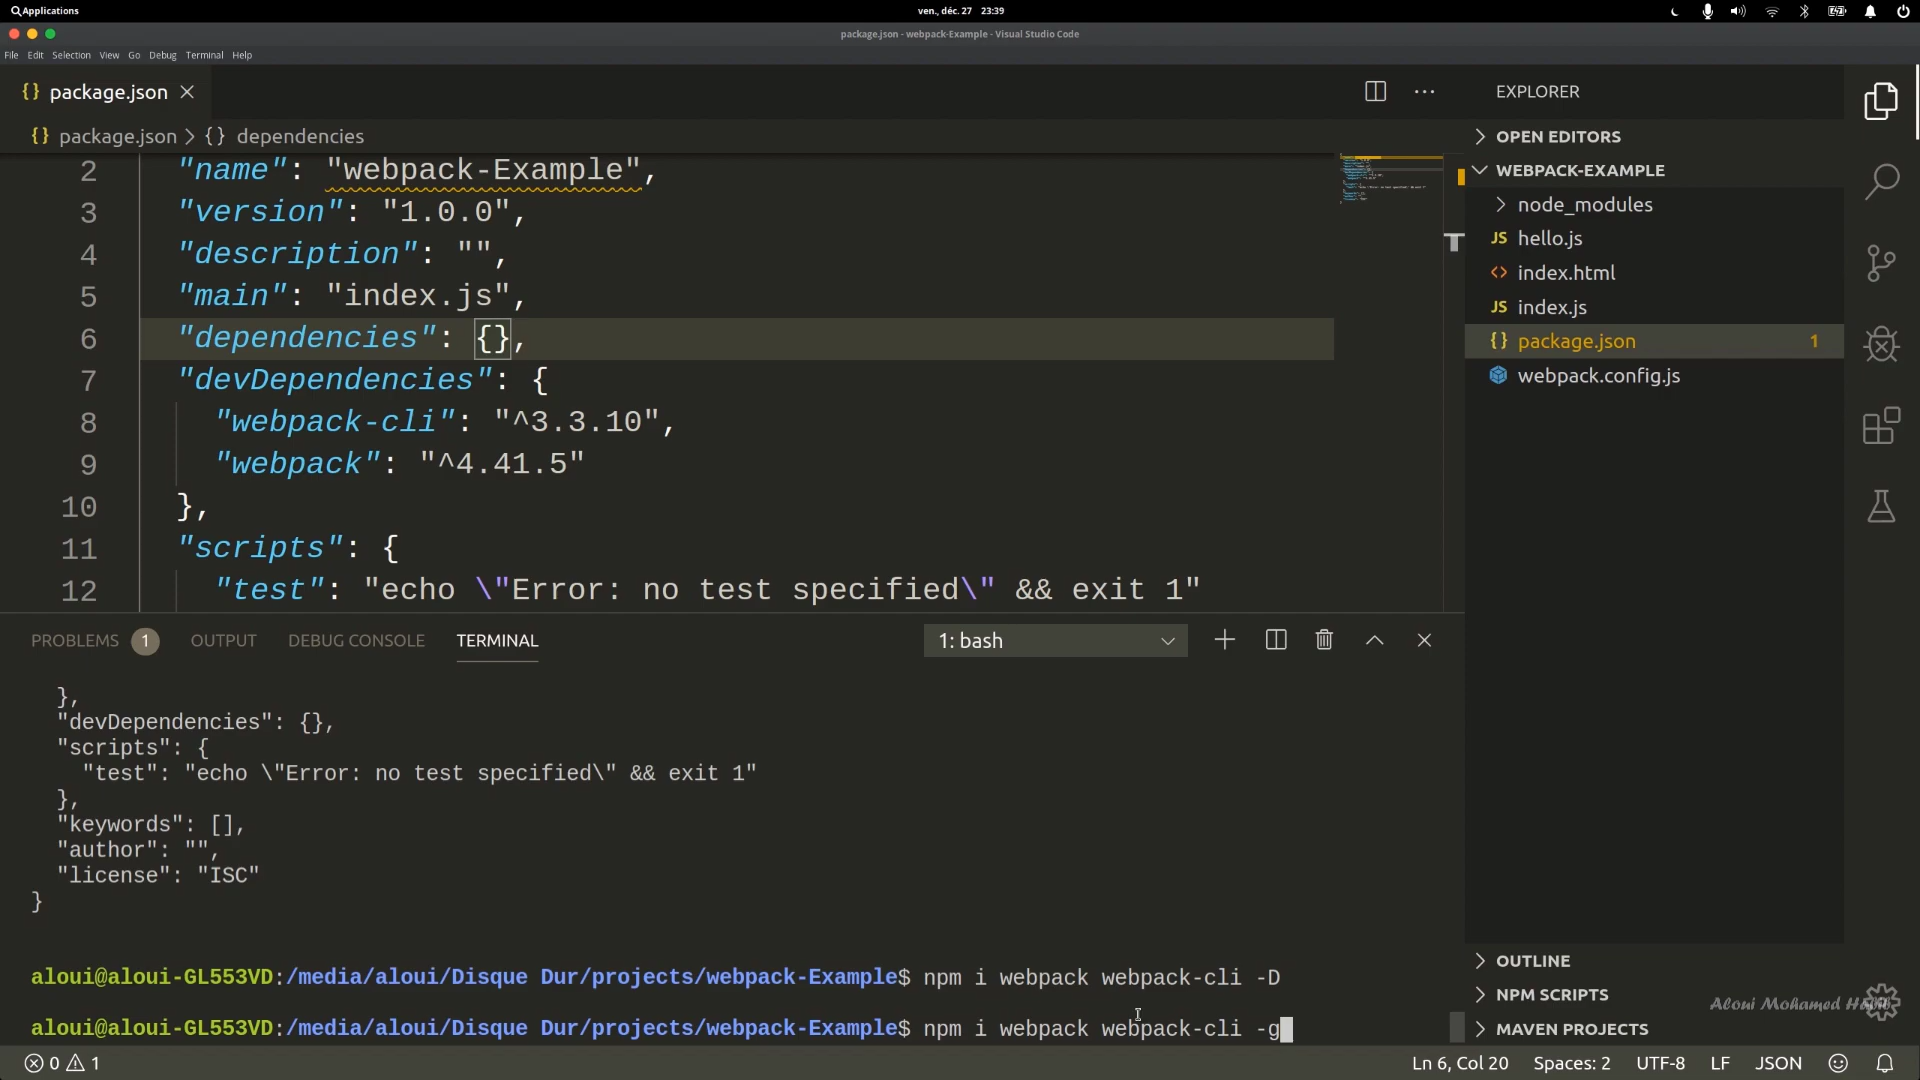 Applications
ven., déc. 27 23:39
package.json - webpack-Example - Visual Studio Code
File Edit Selection View Go Debug Terminal Help
{} package.json
{} package.json > {} dependencies
2 "name": "webpack-Example",
3 "version": "1.0.0",
4 "description": "",
5 "main": "index.js",
6 "dependencies": {},
7 "devDependencies": {
8 "webpack-cli": "^3.3.10",
9 "webpack": "^4.41.5"
10 },
11 "scripts": {
12 "test": "echo \"Error: no test specified\" && exit 1"
EXPLORER
OPEN EDITORS
WEBPACK-EXAMPLE
node_modules
JS hello.js
<> index.html
JS index.js
{} package.json 1
webpack.config.js
PROBLEMS 1 OUTPUT DEBUG CONSOLE TERMINAL
1: bash
},
"devDependencies": {},
"scripts": {
"test": "echo \"Error: no test specified\" && exit 1"
},
"keywords": [],
"author": "",
"license": "ISC"
}
aloui@aloui-GL553VD:/media/aloui/Disque Dur/projects/webpack-Example$ npm i webpack webpack-cli -D
aloui@aloui-GL553VD:/media/aloui/Disque Dur/projects/webpack-Example$ npm i webpack webpack-cli -g
OUTLINE
NPM SCRIPTS
MAVEN PROJECTS
Aloui Mohamed
0 1
Ln 6, Col 20 Spaces: 2 UTF-8 LF JSON